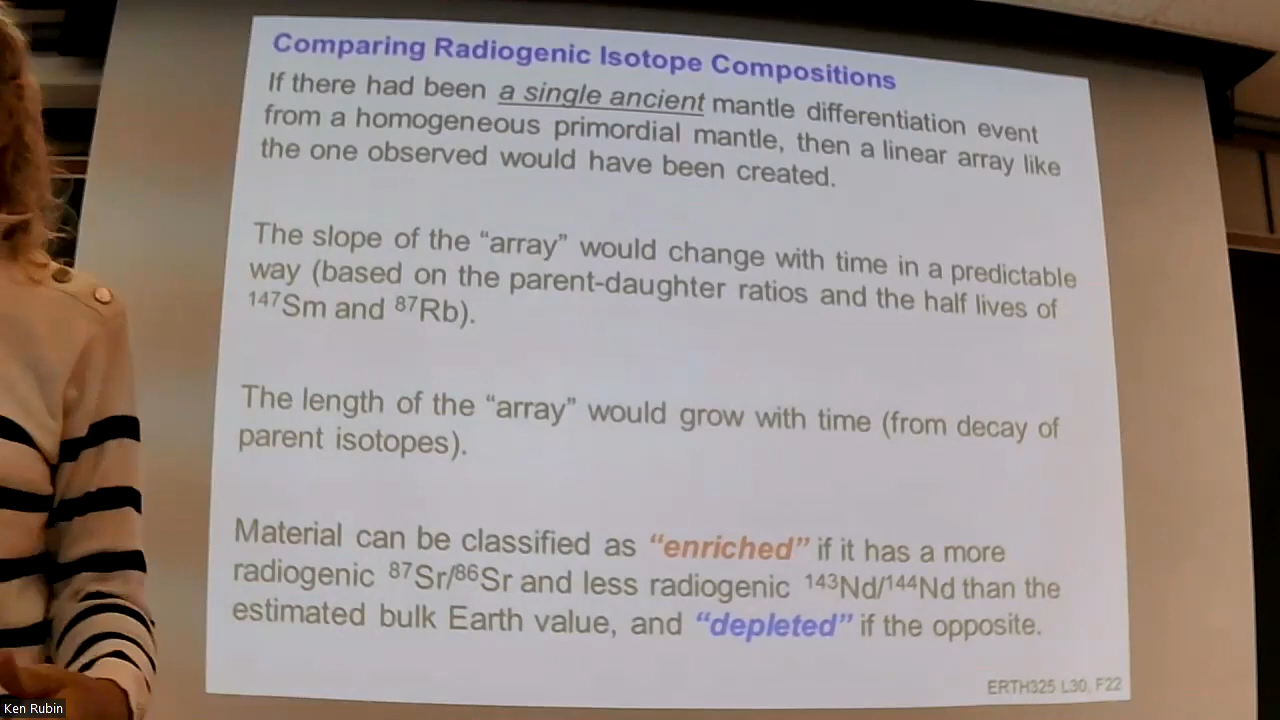 Comparing Radiogenic Isotope Compositions
If there had been a single ancient mantle differentiation event
from a homogeneous primordial mantle, then a linear array like
the one observed would have been created.
The slope of the “array” would change with time in a predictable
way (based on the parent-daughter ratios and the half lives of
¹⁴⁷Sm and ⁸⁷Rb).
The length of the “array” would grow with time (from decay of
parent isotopes).
Material can be classified as “enriched” if it has a more
radiogenic ⁸⁷Sr/⁸⁶Sr and less radiogenic ¹⁴³Nd/¹⁴⁴Nd than the
estimated bulk Earth value, and “depleted” if the opposite.
ERTH325 L30, F22
Ken Rubin